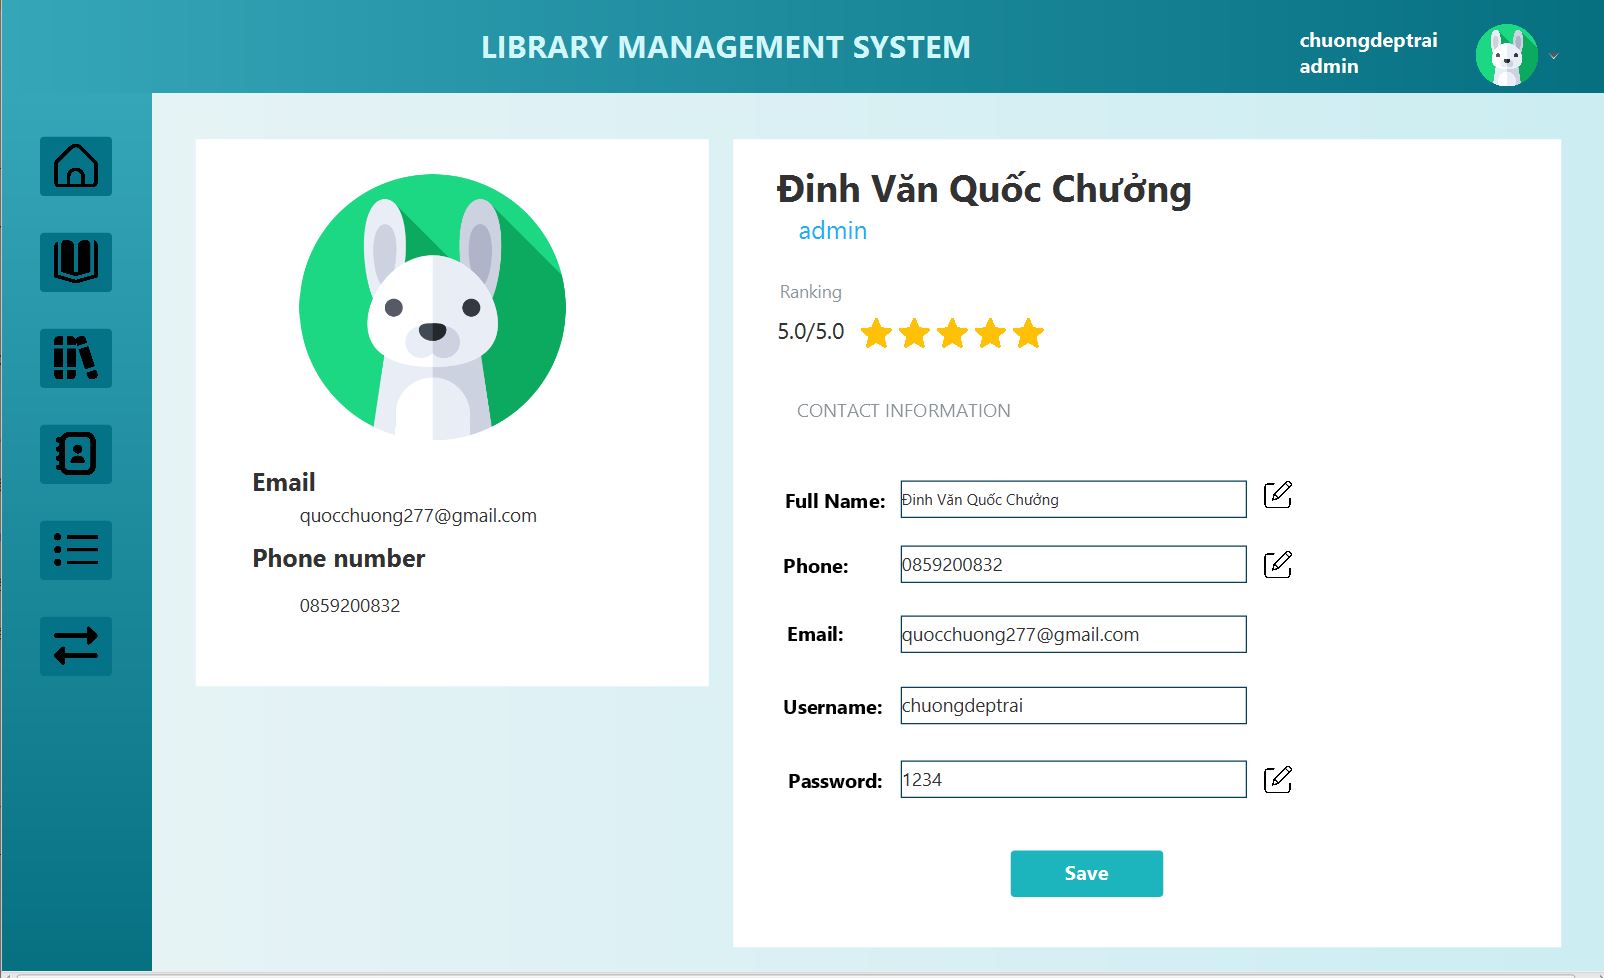 LIBRARY MANAGEMENT SYSTEM
chuongdeptrai
admin
Email
quocchuong277@gmail.com
Phone number
0859200832
Đinh Văn Quốc Chưởng
admin
Ranking
5.0/5.0
CONTACT INFORMATION
Full Name: Đinh Văn Quốc Chưởng
Phone: 0859200832
Email: quocchuong277@gmail.com
Username: chuongdeptrai
Password: 1234
Save